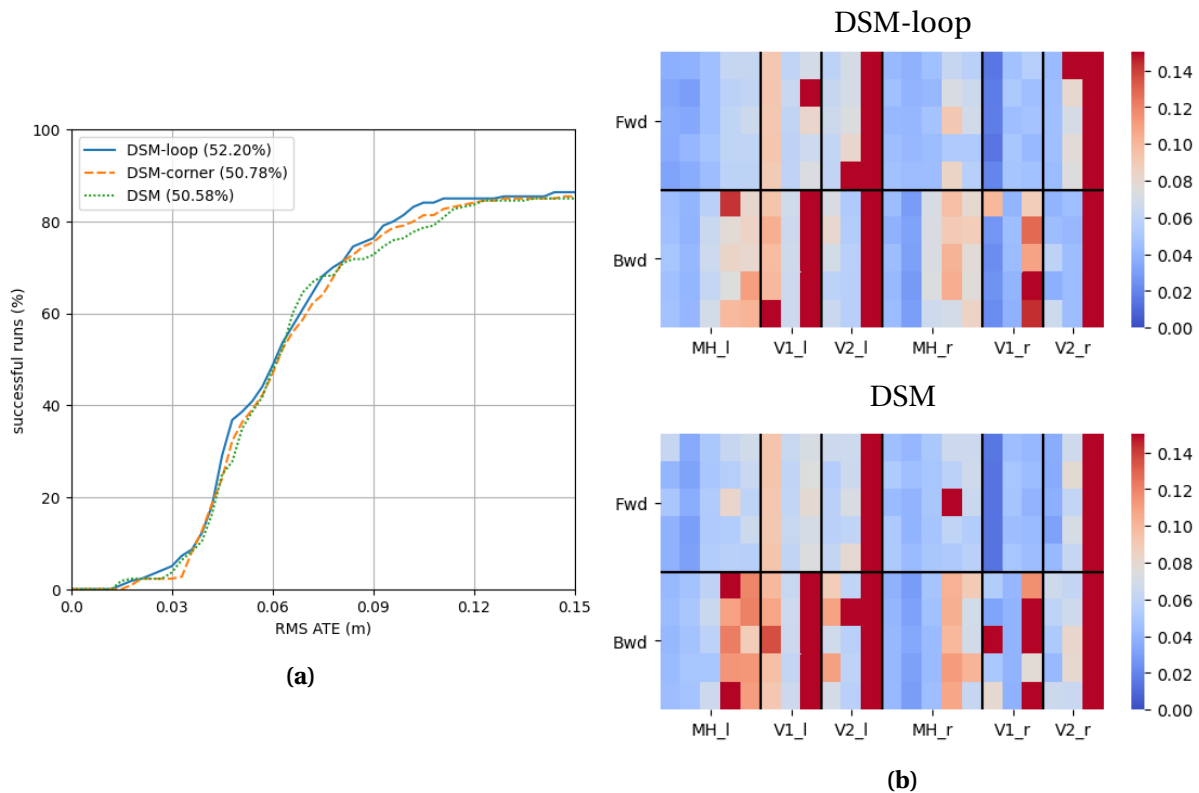 100
80
60
40
20
0
successful runs (%)
DSM-loop (52.20%)
DSM-corner (50.78%)
DSM (50.58%)
0.0 0.03 0.06 0.09 0.12 0.15
RMS ATE (m)
(a)
DSM-loop
Fwd
Bwd
MH_l V1_l V2_l MH_r V1_r V2_r
0.14
0.12
0.10
0.08
0.06
0.04
0.02
0.00
DSM
Fwd
Bwd
MH_l V1_l V2_l MH_r V1_r V2_r
0.14
0.12
0.10
0.08
0.06
0.04
0.02
0.00
(b)